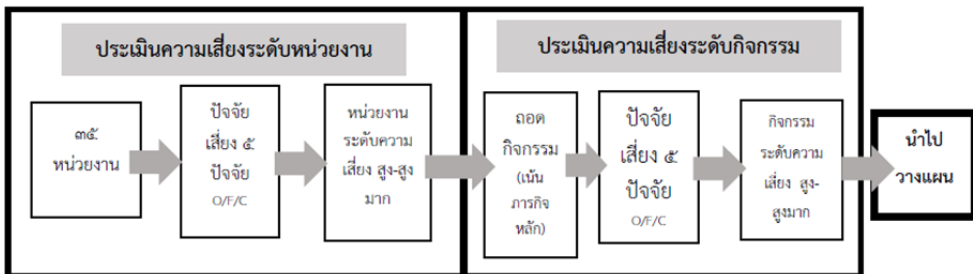 ประเมินความเสี่ยงระดับหน่วยงาน
๓๕
หน่วยงาน
ปัจจัย
เสี่ยง ๕
ปัจจัย
O/F/C
หน่วยงาน
ระดับความ
เสี่ยง สูง-สูง
มาก
ประเมินความเสี่ยงระดับกิจกรรม
ถอด
กิจกรรม
(เน้น
ภารกิจ
หลัก)
ปัจจัย
เสี่ยง ๕
ปัจจัย
O/F/C
กิจกรรม
ระดับความ
เสี่ยง สูง-
สูงมาก
นำไป
วางแผน